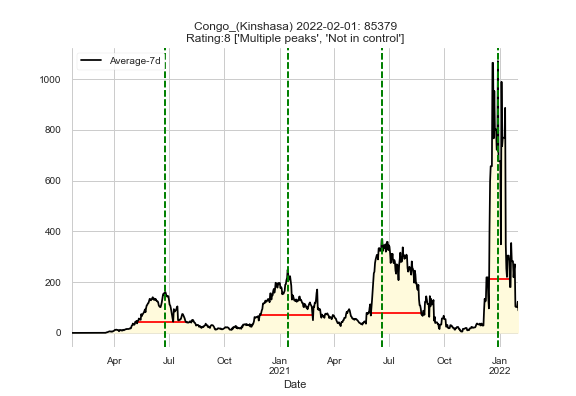 Congo_(Kinshasa) 2022-02-01: 85379
Rating:8 ['Multiple peaks', 'Not in control']
Average-7d
1000
800
600
400
200
0
Apr Jul Oct Jan Apr Jul Oct Jan
2021 2022
Date